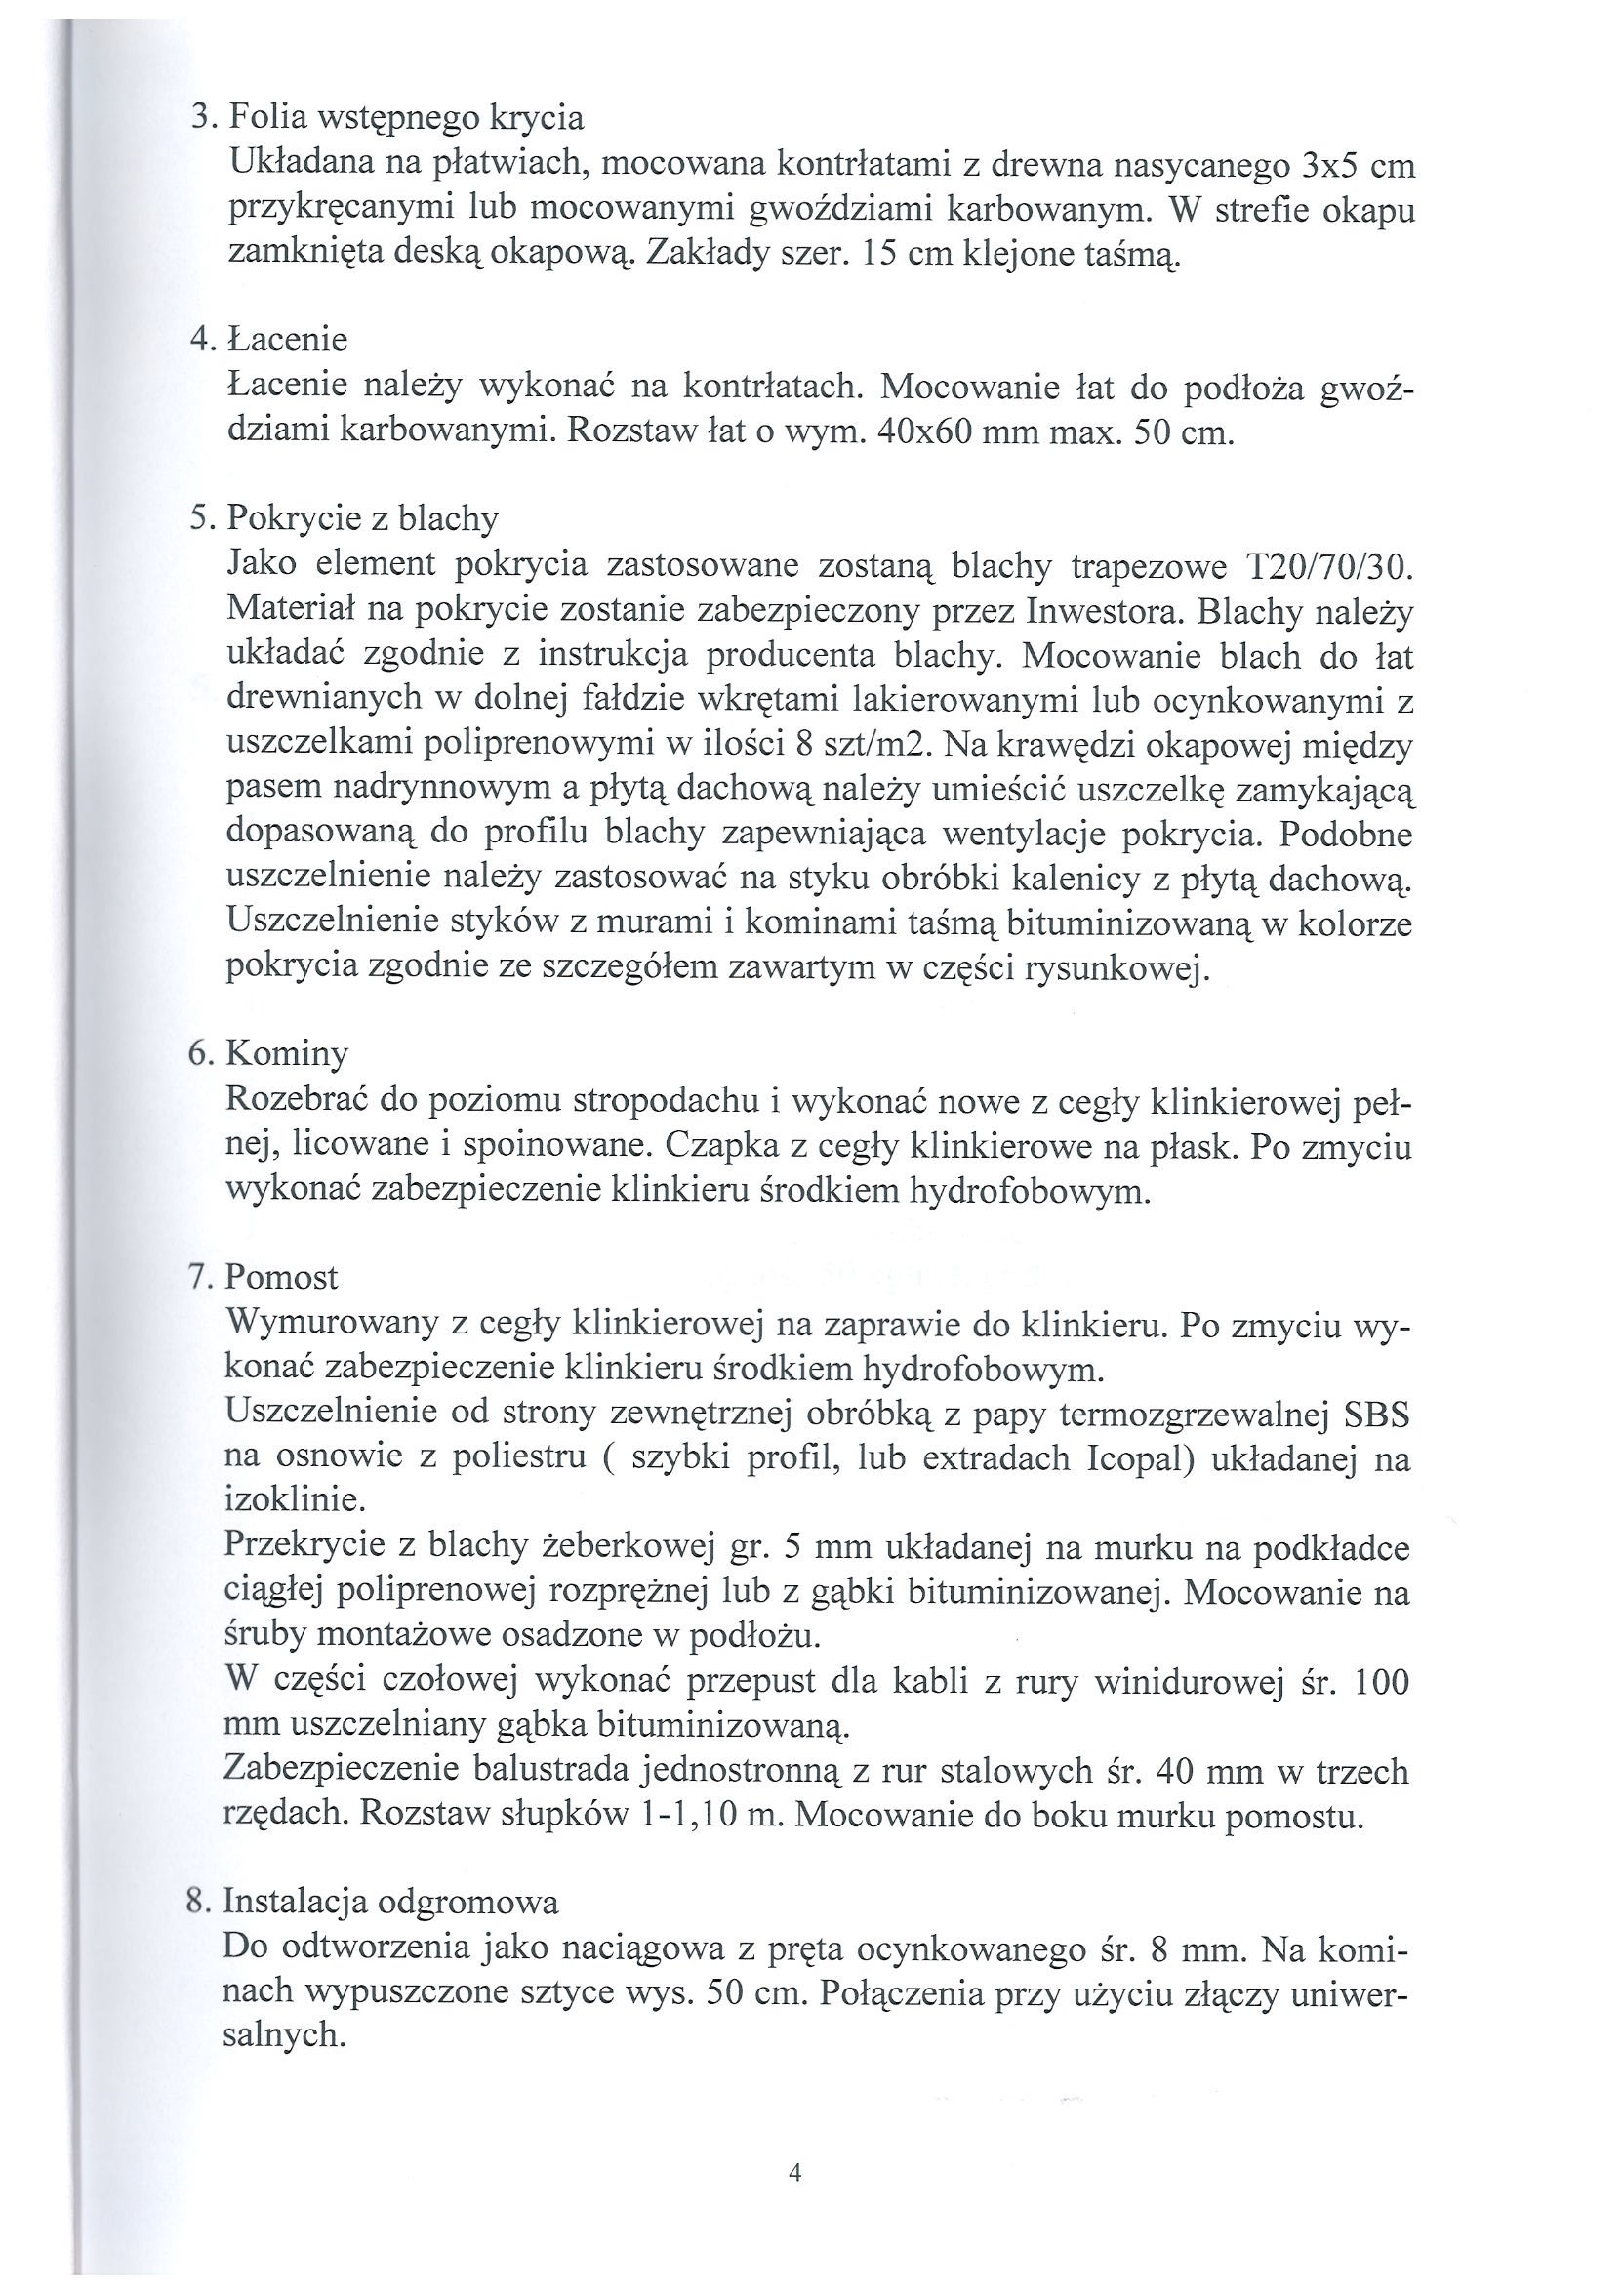 3. Folia wstępnego krycia
Układana na płatwiach, mocowana kontrłatami z drewna nasycanego 3x5 cm
przykręcanymi lub mocowanymi gwoździami karbowanym. W strefie okapu
zamknięta deską okapową. Zakłady szer. 15 cm klejone taśmą.
4. Łacenie
Łacenie należy wykonać na kontrłatach. Mocowanie łat do podłoża gwoź-
dziami karbowanymi. Rozstaw łat o wym. 40x60 mm max. 50 cm.
5. Pokrycie z blachy
Jako element pokrycia zastosowane zostaną blachy trapezowe T20/70/30.
Materiał na pokrycie zostanie zabezpieczony przez Inwestora. Blachy należy
układać zgodnie z instrukcja producenta blachy. Mocowanie blach do łat
drewnianych w dolnej fałdzie wkrętami lakierowanymi lub ocynkowanymi z
uszczelkami poliprenowymi w ilości 8 szt/m2. Na krawędzi okapowej między
pasem nadrynnowym a płytą dachową należy umieścić uszczelkę zamykającą
dopasowaną do profilu blachy zapewniająca wentylacje pokrycia. Podobne
uszczelnienie należy zastosować na styku obróbki kalenicy z płytą dachową.
Uszczelnienie styków z murami i kominami taśmą bituminizowaną w kolorze
pokrycia zgodnie ze szczegółem zawartym w części rysunkowej.
6. Kominy
Rozebrać do poziomu stropodachu i wykonać nowe z cegły klinkierowej peł-
nej, licowane i spoinowane. Czapka z cegły klinkierowe na płask. Po zmyciu
wykonać zabezpieczenie klinkieru środkiem hydrofobowym.
7. Pomost
Wymurowany z cegły klinkierowej na zaprawie do klinkieru. Po zmyciu wy-
konać zabezpieczenie klinkieru środkiem hydrofobowym.
Uszczelnienie od strony zewnętrznej obróbką z papy termozgrzewalnej SBS
na osnowie z poliestru ( szybki profil, lub extradach Icopal) układanej na
izoklinie.
Przekrycie z blachy żeberkowej gr. 5 mm układanej na murku na podkładce
ciągłej poliprenowej rozprężnej lub z gąbki bituminizowanej. Mocowanie na
śruby montażowe osadzone w podłożu.
W części czołowej wykonać przepust dla kabli z rury winidurowej śr. 100
mm uszczelniany gąbka bituminizowaną.
Zabezpieczenie balustrada jednostronną z rur stalowych śr. 40 mm w trzech
rzędach. Rozstaw słupków 1-1,10 m. Mocowanie do boku murku pomostu.
8. Instalacja odgromowa
Do odtworzenia jako naciągowa z pręta ocynkowanego śr. 8 mm. Na komi-
nach wypuszczone sztyce wys. 50 cm. Połączenia przy użyciu złączy uniwer-
salnych.
4